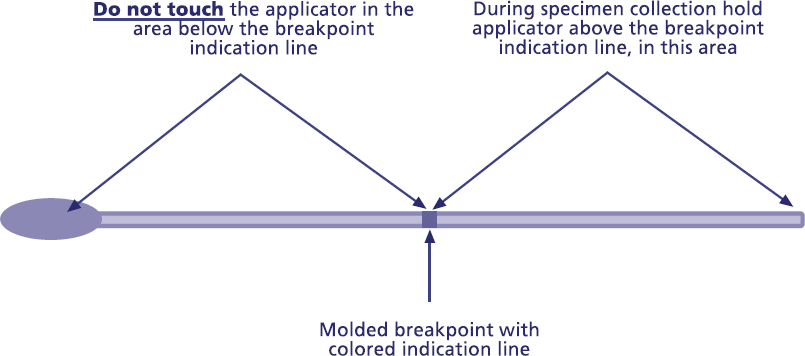 Do not touch the applicator in the
area below the breakpoint
indication line
During specimen collection hold
applicator above the breakpoint
indication line, in this area
Molded breakpoint with
colored indication line